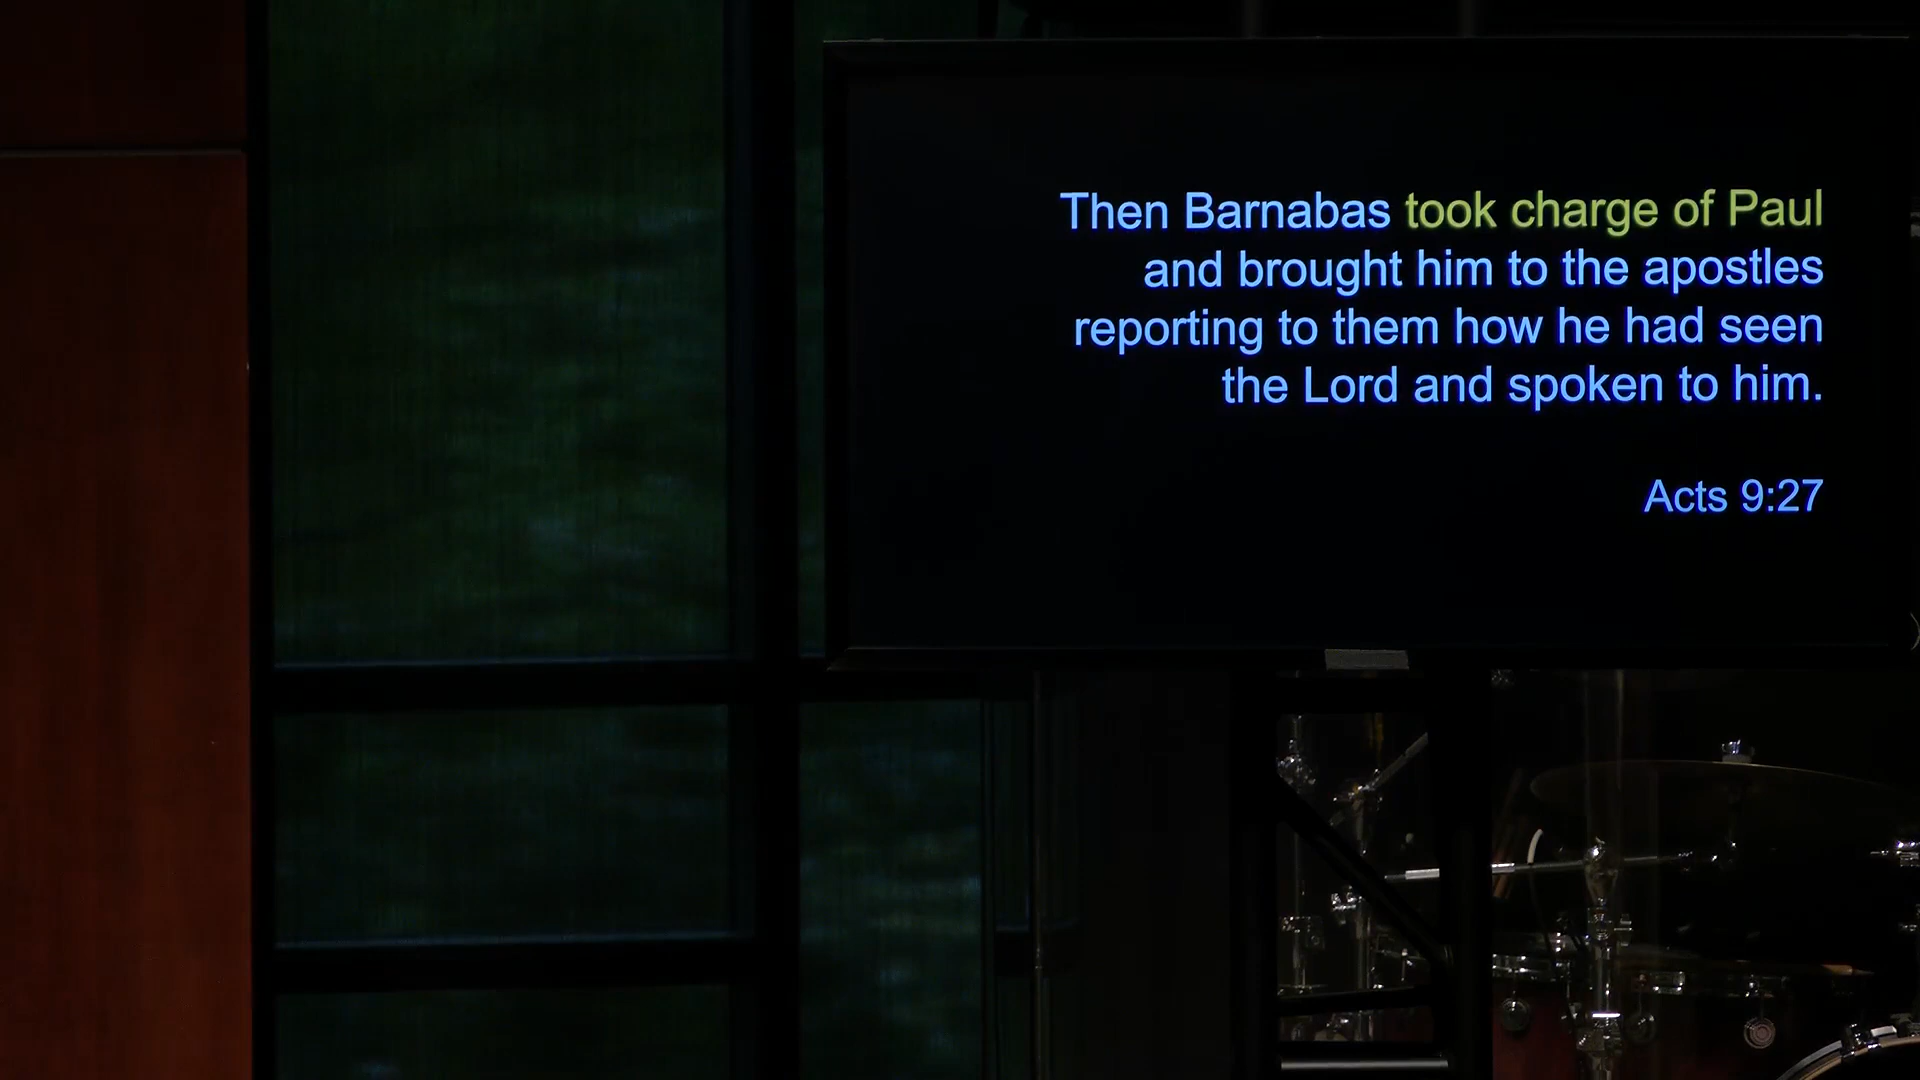 Then Barnabas took charge of Paul
and brought him to the apostles
reporting to them how he had seen
the Lord and spoken to him.
Acts 9:27